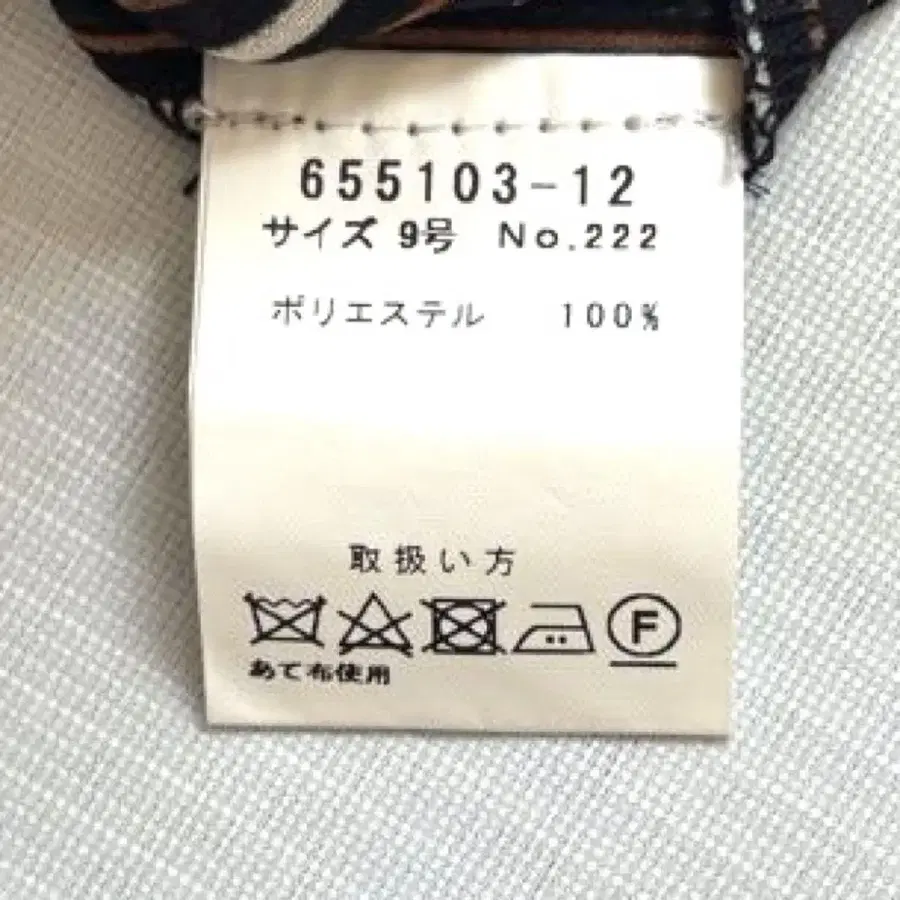 655103-12
サイズ 9号 No.222
ポリエステル 100%
取扱い方
F
あて布使用